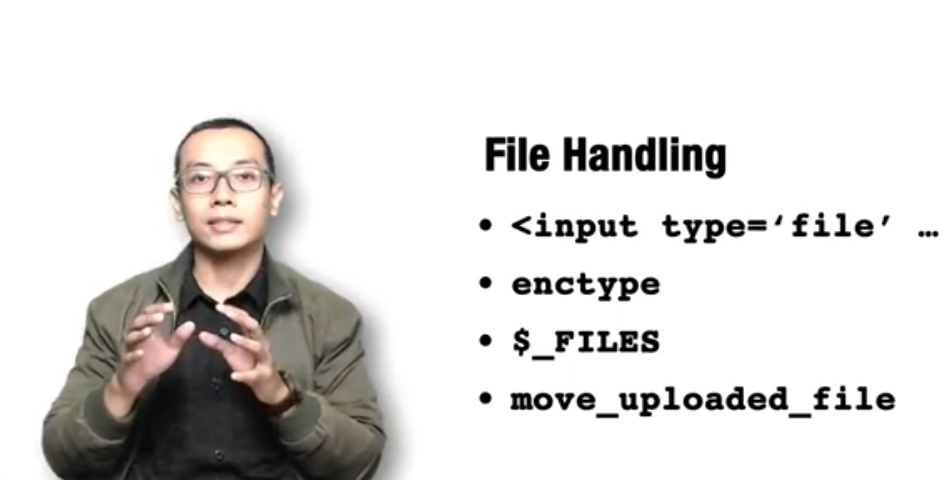 File Handling
• <input type=‘file’ …
• enctype
• $_FILES
• move_uploaded_file